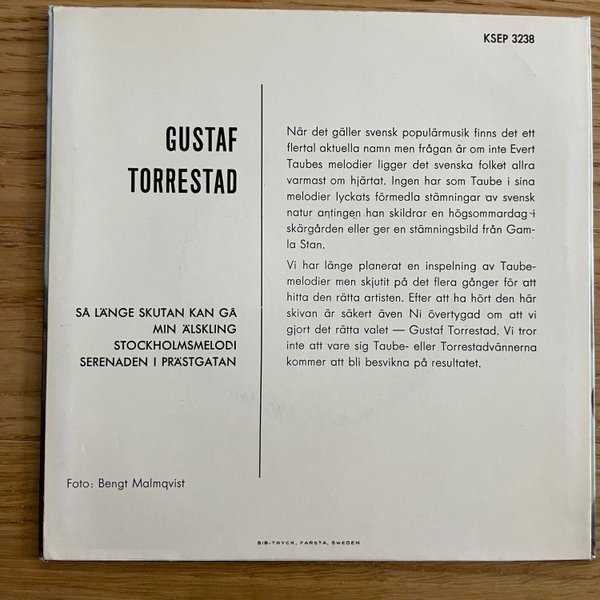 KSEP 3238
GUSTAF
TORRESTAD
SÅ LÄNGE SKUTAN KAN GÅ
MIN ÄLSKLING
STOCKHOLMSMELODI
SERENADEN I PRÄSTGATAN
När det gäller svensk populärmusik finns det ett
flertal aktuella namn men frågan är om inte Evert
Taubes melodier ligger det svenska folket allra
varmast om hjärtat. Ingen har som Taube i sina
melodier lyckats förmedla stämningar av svensk
natur antingen han skildrar en högsommardag i
skärgården eller ger en stämningsbild från Gam-
la Stan.
Vi har länge planerat en inspelning av Taube-
melodier men skjutit på det flera gånger för att
hitta den rätta artisten. Efter att ha hört den här
skivan är säkert även Ni övertygad om att vi
gjort det rätta valet — Gustaf Torrestad. Vi tror
inte att vare sig Taube- eller Torrestadvännerna
kommer att bli besvikna på resultatet.
Foto: Bengt Malmqvist
SIB-TRYCK, FARSTA, SWEDEN